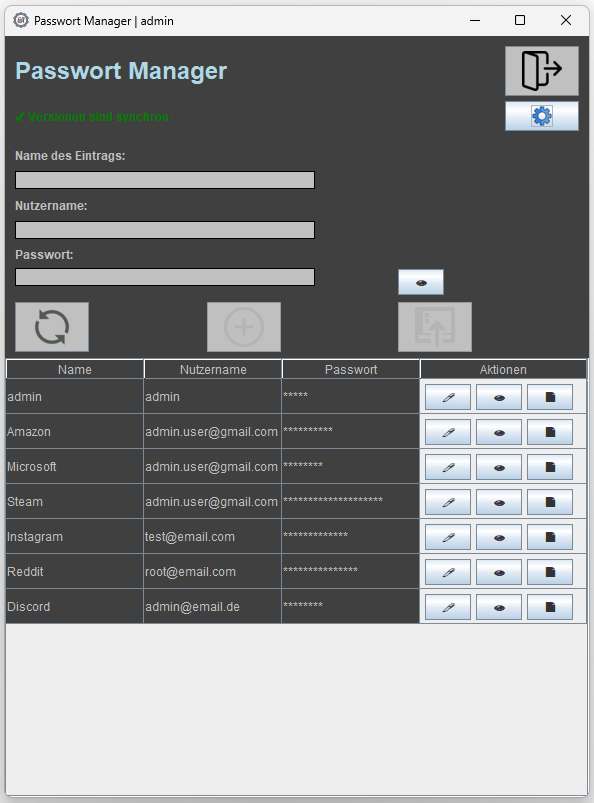 Passwort Manager | admin
Passwort Manager
✔Versionen sind synchron
Name des Eintrags:
Nutzername:
Passwort:
Name Nutzername Passwort Aktionen
admin admin *****
Amazon admin.user@gmail.com **********
Microsoft admin.user@gmail.com ********
Steam admin.user@gmail.com ********************
Instagram test@email.com *************
Reddit root@email.com ***************
Discord admin@email.de ********